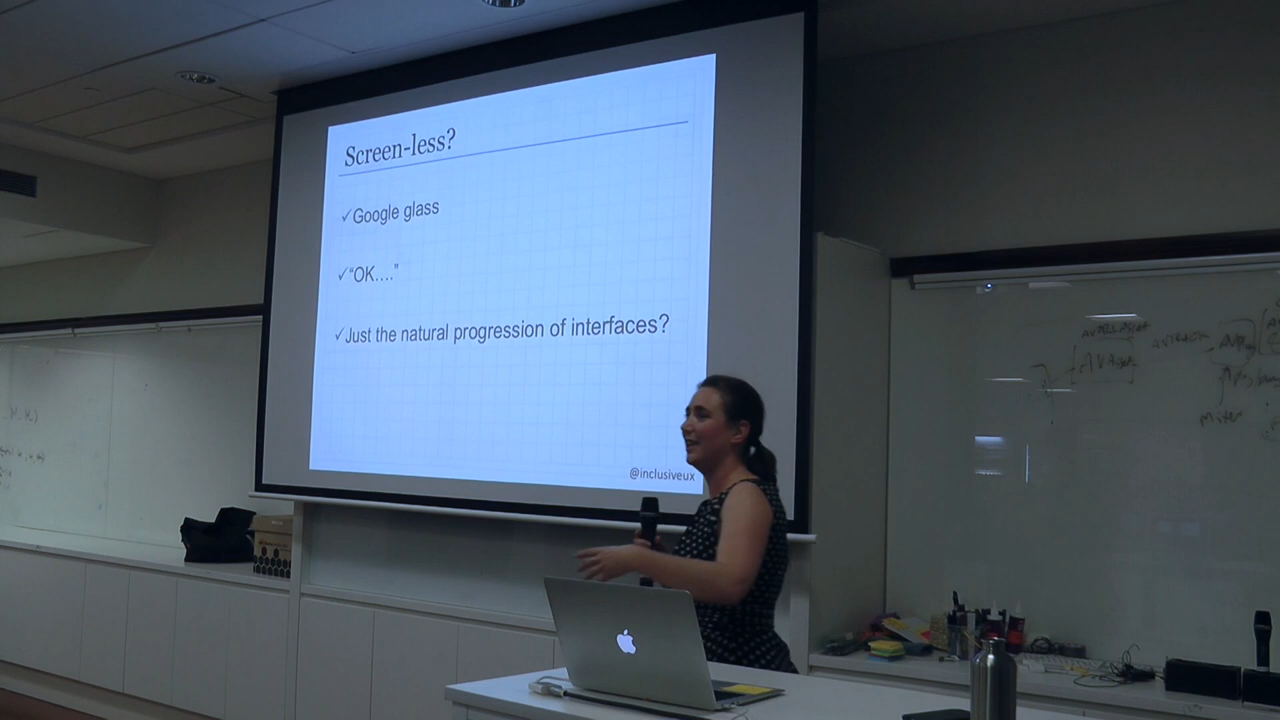 Screen-less?
✓Google glass
✓“OK....”
✓Just the natural progression of interfaces?
@inclusiveux